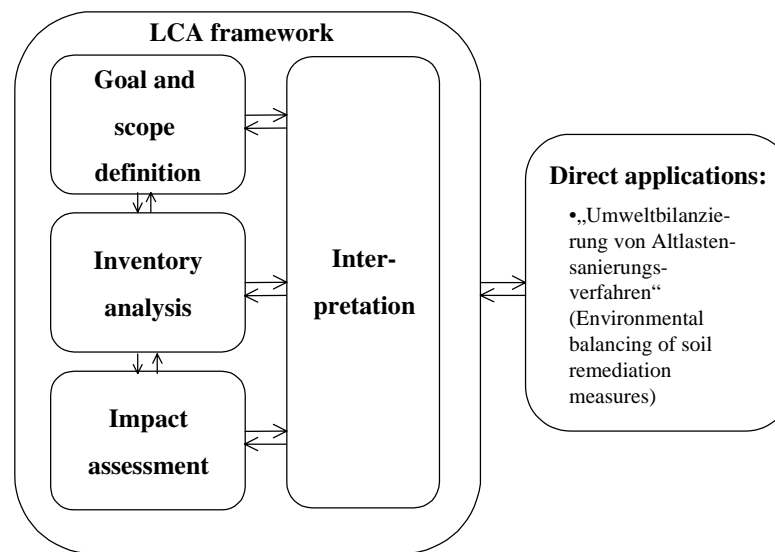 LCA framework
Goal and
scope
definition
Inventory
analysis
Impact
assessment
Inter-
pretation
Direct applications:
•„Umweltbilanzie-
rung von Altlasten-
sanierungs-
verfahren“
(Environmental
balancing of soil
remediation
measures)